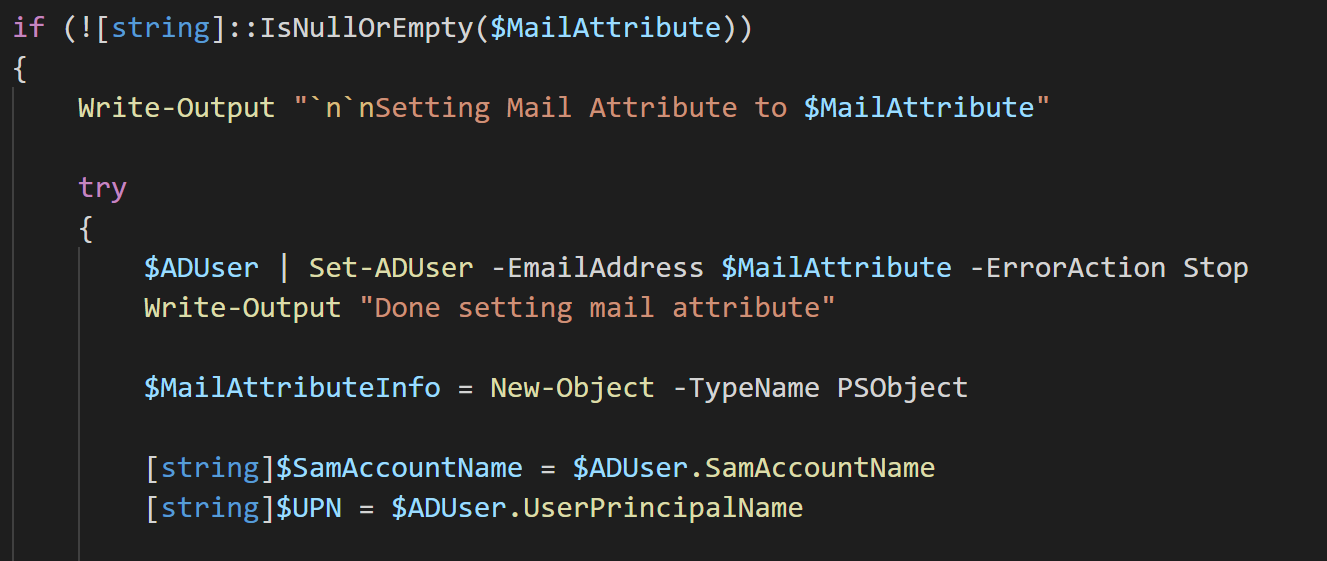 if (![string]::IsNullOrEmpty($MailAttribute))
{
    Write-Output "`n`nSetting Mail Attribute to $MailAttribute"
    try
    {
        $ADUser | Set-ADUser -EmailAddress $MailAttribute -ErrorAction Stop
        Write-Output "Done setting mail attribute"
        $MailAttributeInfo = New-Object -TypeName PSObject
        [string]$SamAccountName = $ADUser.SamAccountName
        [string]$UPN = $ADUser.UserPrincipalName